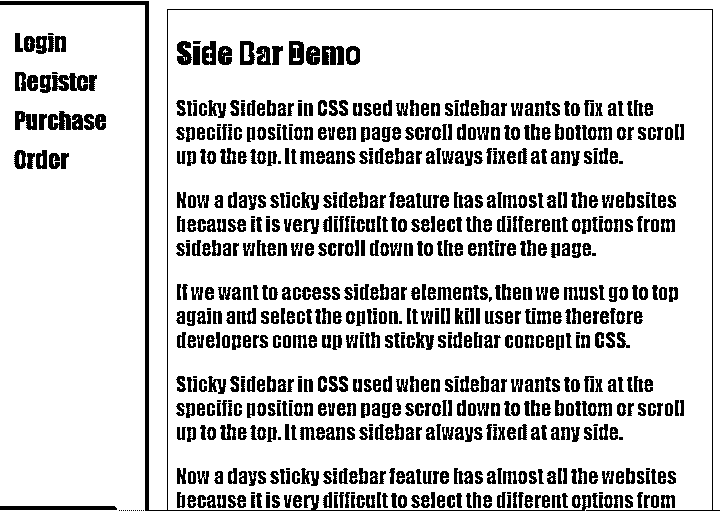 Login
Register
Purchase
Order
Side Bar Demo
Sticky Sidebar in CSS used when sidebar wants to fix at the
specific position even page scroll down to the bottom or scroll
up to the top. It means sidebar always fixed at any side.
Now a days sticky sidebar feature has almost all the websites
because it is very difficult to select the different options from
sidebar when we scroll down to the entire the page.
If we want to access sidebar elements, then we must go to top
again and select the option. It will kill user time therefore
developers come up with sticky sidebar concept in CSS.
Sticky Sidebar in CSS used when sidebar wants to fix at the
specific position even page scroll down to the bottom or scroll
up to the top. It means sidebar always fixed at any side.
Now a days sticky sidebar feature has almost all the websites
because it is very difficult to select the different options from